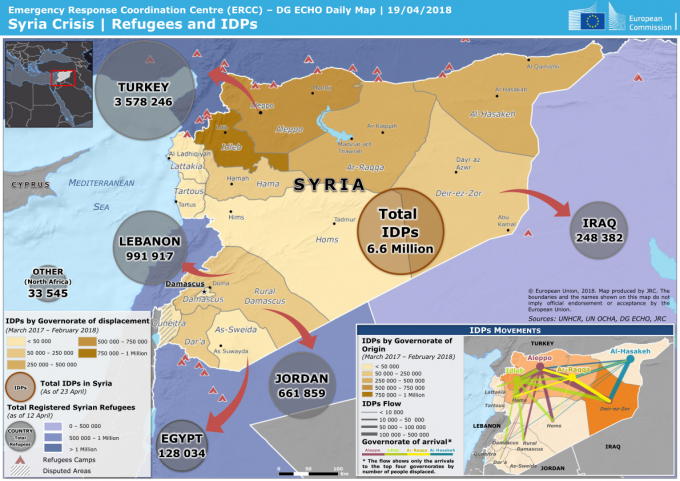 Emergency Response Coordination Centre (ERCC) – DG ECHO Daily Map | 19/04/2018
Syria Crisis | Refugees and IDPs
European
Commission
TURKEY
3 578 246
Al Qamishli
Aleppo
Aleppo
Al Hasakeh
Al-Hasakeh
Idleb
Ar-Raqqah
Madinat ath
Thawrah
Ar-Raqqa
Al Ladhiqiyah
Lattakia
CYPRUS
MEDITERRANEAN
SEA
Hamah
Hama
SYRIA
Dayr az
Azwr
Deir-ez-Zor
Tartous
Tartus
Hims
Tadmur
Homs
Total
IDPs
6.6 Million
Abu
Kamal
IRAQ
248 382
LEBANON
991 917
OTHER
(North Africa)
33 545
Damascus
Duma
Damascus
Rural
Damascus
Quneitra
As-Sweida
Dar'a
As Suwayda
JORDAN
661 859
EGYPT
128 034
© European Union, 2018. Map produced by JRC. The
boundaries and the names shown on this map do not
imply official endorsement or acceptance by the
European Union.
Sources: UNHCR, UN OCHA, DG ECHO, JRC
IDPs by Governorate of displacement
(March 2017 – February 2018)
< 50 000
50 000 - 250 000
250 000 - 500 000
500 000 - 750 000
750 000 - 1 Million
IDPs
Total IDPs in Syria
(As of 23 April)
Total Registered Syrian Refugees
(as of 12 April)
COUNTRY
Total
Refugees
0 – 500 000
500 000 - 1 Million
> 1 Million
Refugees Camps
Disputed Areas
IDPs MOVEMENTS
IDPs by Governorate of
Origin
(March 2017 – February 2018)
< 50 000
50 000 - 250 000
250 000 - 500 000
500 000 - 750 000
750 000 - 1 Million
IDPs Flow
< 10 000
10 000 - 50 000
50 000 - 100 000
100 000 - 500 000
Governorate of arrival*
Aleppo
Idleb
Ar-Raqqa
Al Hasakeh
* The flow shows only the arrivals
to the top four governorates by
number of people displaced.
TURKEY
Aleppo
Al-Hasakeh
Idleb
Ar-Raqqa
Lattakia
Hama
Tartous
Deir-ez-Zor
Homs
LEBANON
Damascus
Rural
Damascus
IRAQ
Quneitra
Dar'a
As-Sweida
JORDAN